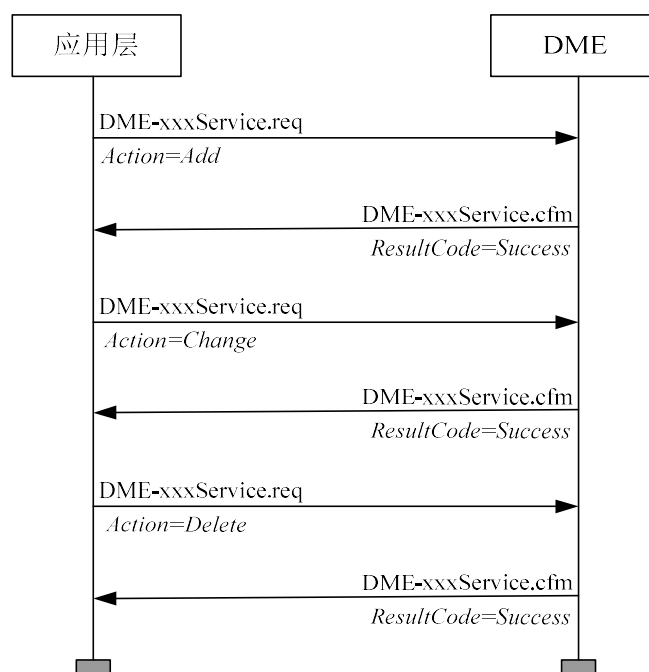 应用层
DME
DME-xxxService.req
Action=Add
DME-xxxService.cfm
ResultCode=Success
DME-xxxService.req
Action=Change
DME-xxxService.cfm
ResultCode=Success
DME-xxxService.req
Action=Delete
DME-xxxService.cfm
ResultCode=Success